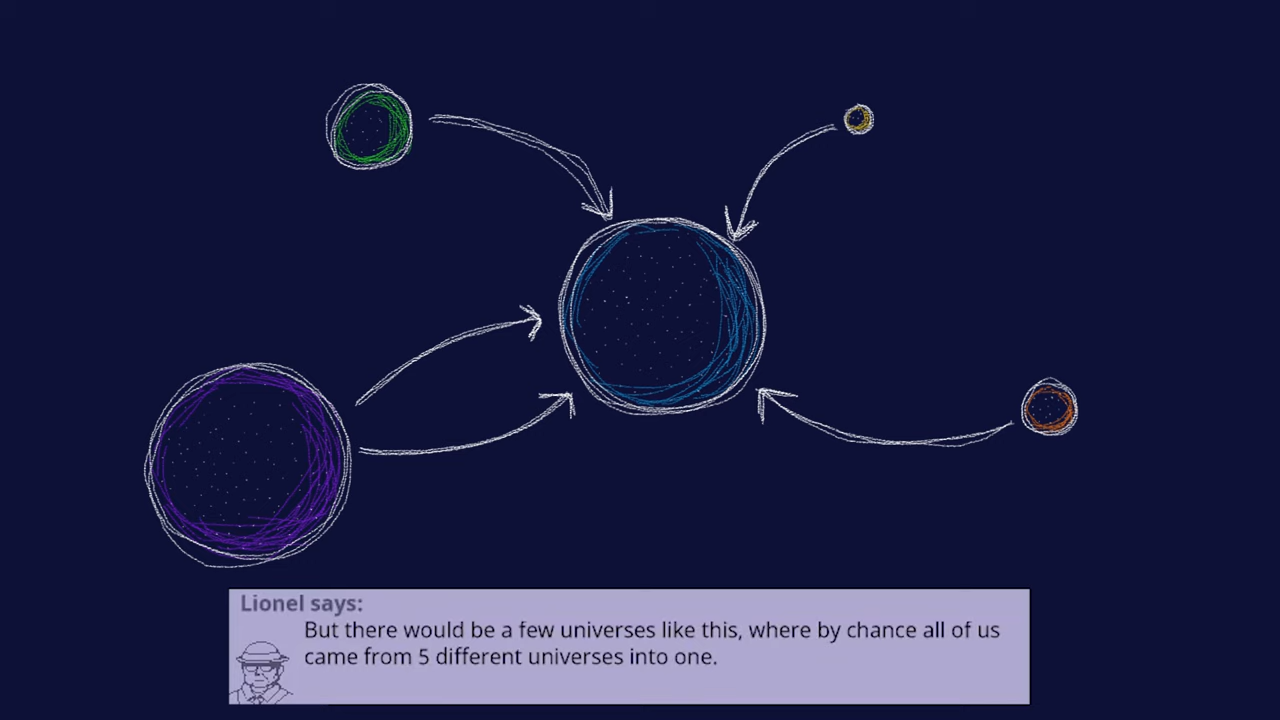 Lionel says:
But there would be a few universes like this, where by chance all of us
came from 5 different universes into one.